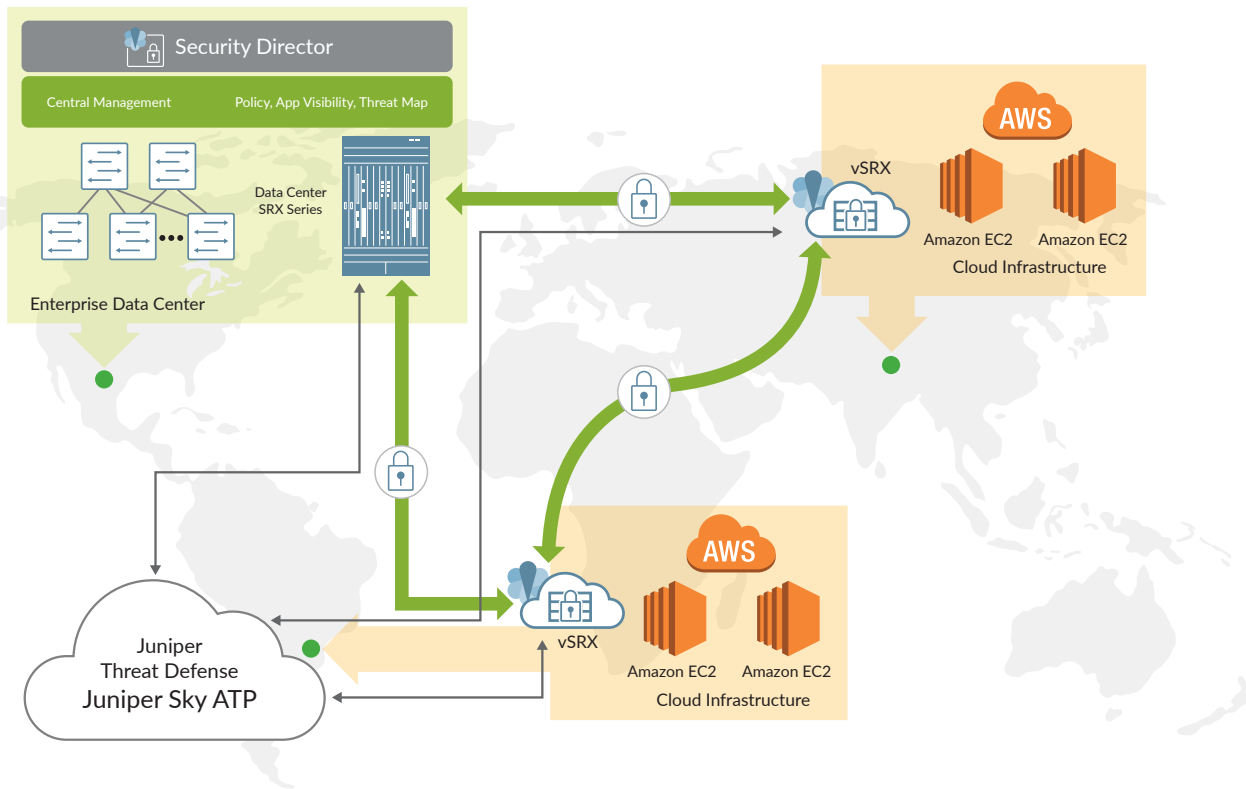 Security Director
Central Management
Policy, App Visibility, Threat Map
Data Center
SRX Series
Enterprise Data Center
AWS
vSRX
Amazon EC2
Amazon EC2
Cloud Infrastructure
AWS
vSRX
Amazon EC2
Amazon EC2
Cloud Infrastructure
Juniper
Threat Defense
Juniper Sky ATP